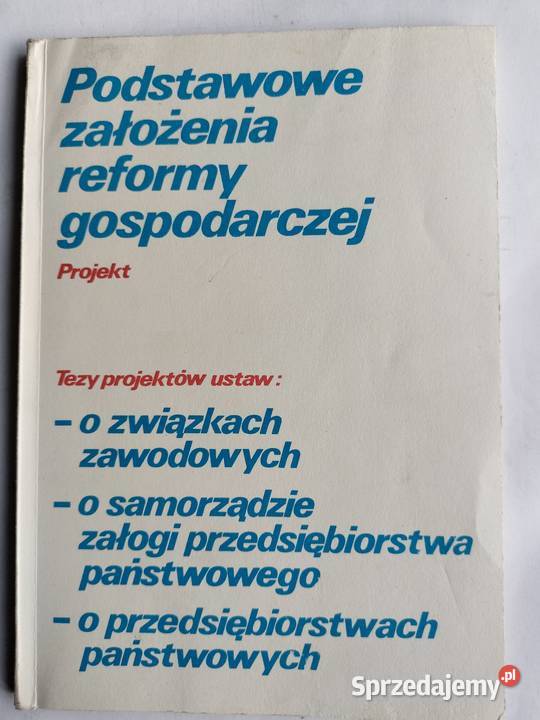 Podstawowe
założenia
reformy
gospodarczej
Projekt
Tezy projektów ustaw:
- o związkach
zawodowych
- o samorządzie
załogi przedsiębiorstwa
państwowego
- o przedsiębiorstwach
państwowych
Sprzedajemy.pl